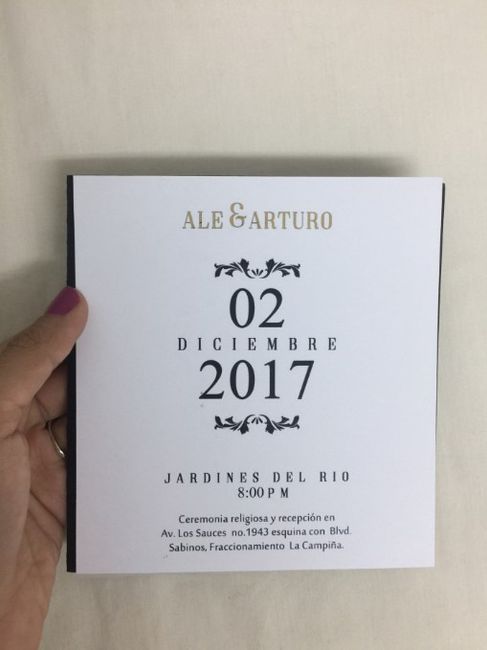 ALE & ARTURO
02
DICIEMBRE
2017
JARDINES DEL RIO
8:00 PM
Ceremonia religiosa y recepción en
Av. Los Sauces no.1943 esquina con Blvd.
Sabinos, Fraccionamiento La Campiña.